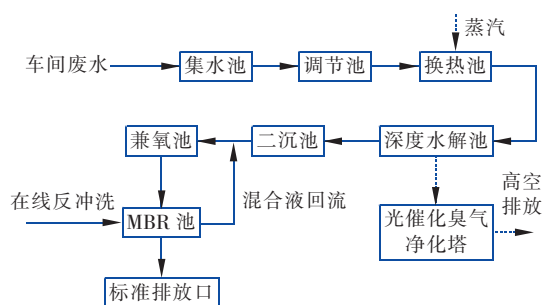 蒸汽
车间废水
集水池
调节池
换热池
兼氧池
二沉池
深度水解池
在线反冲洗
MBR 池
混合液回流
光催化臭气
净化塔
高空
排放
标准排放口